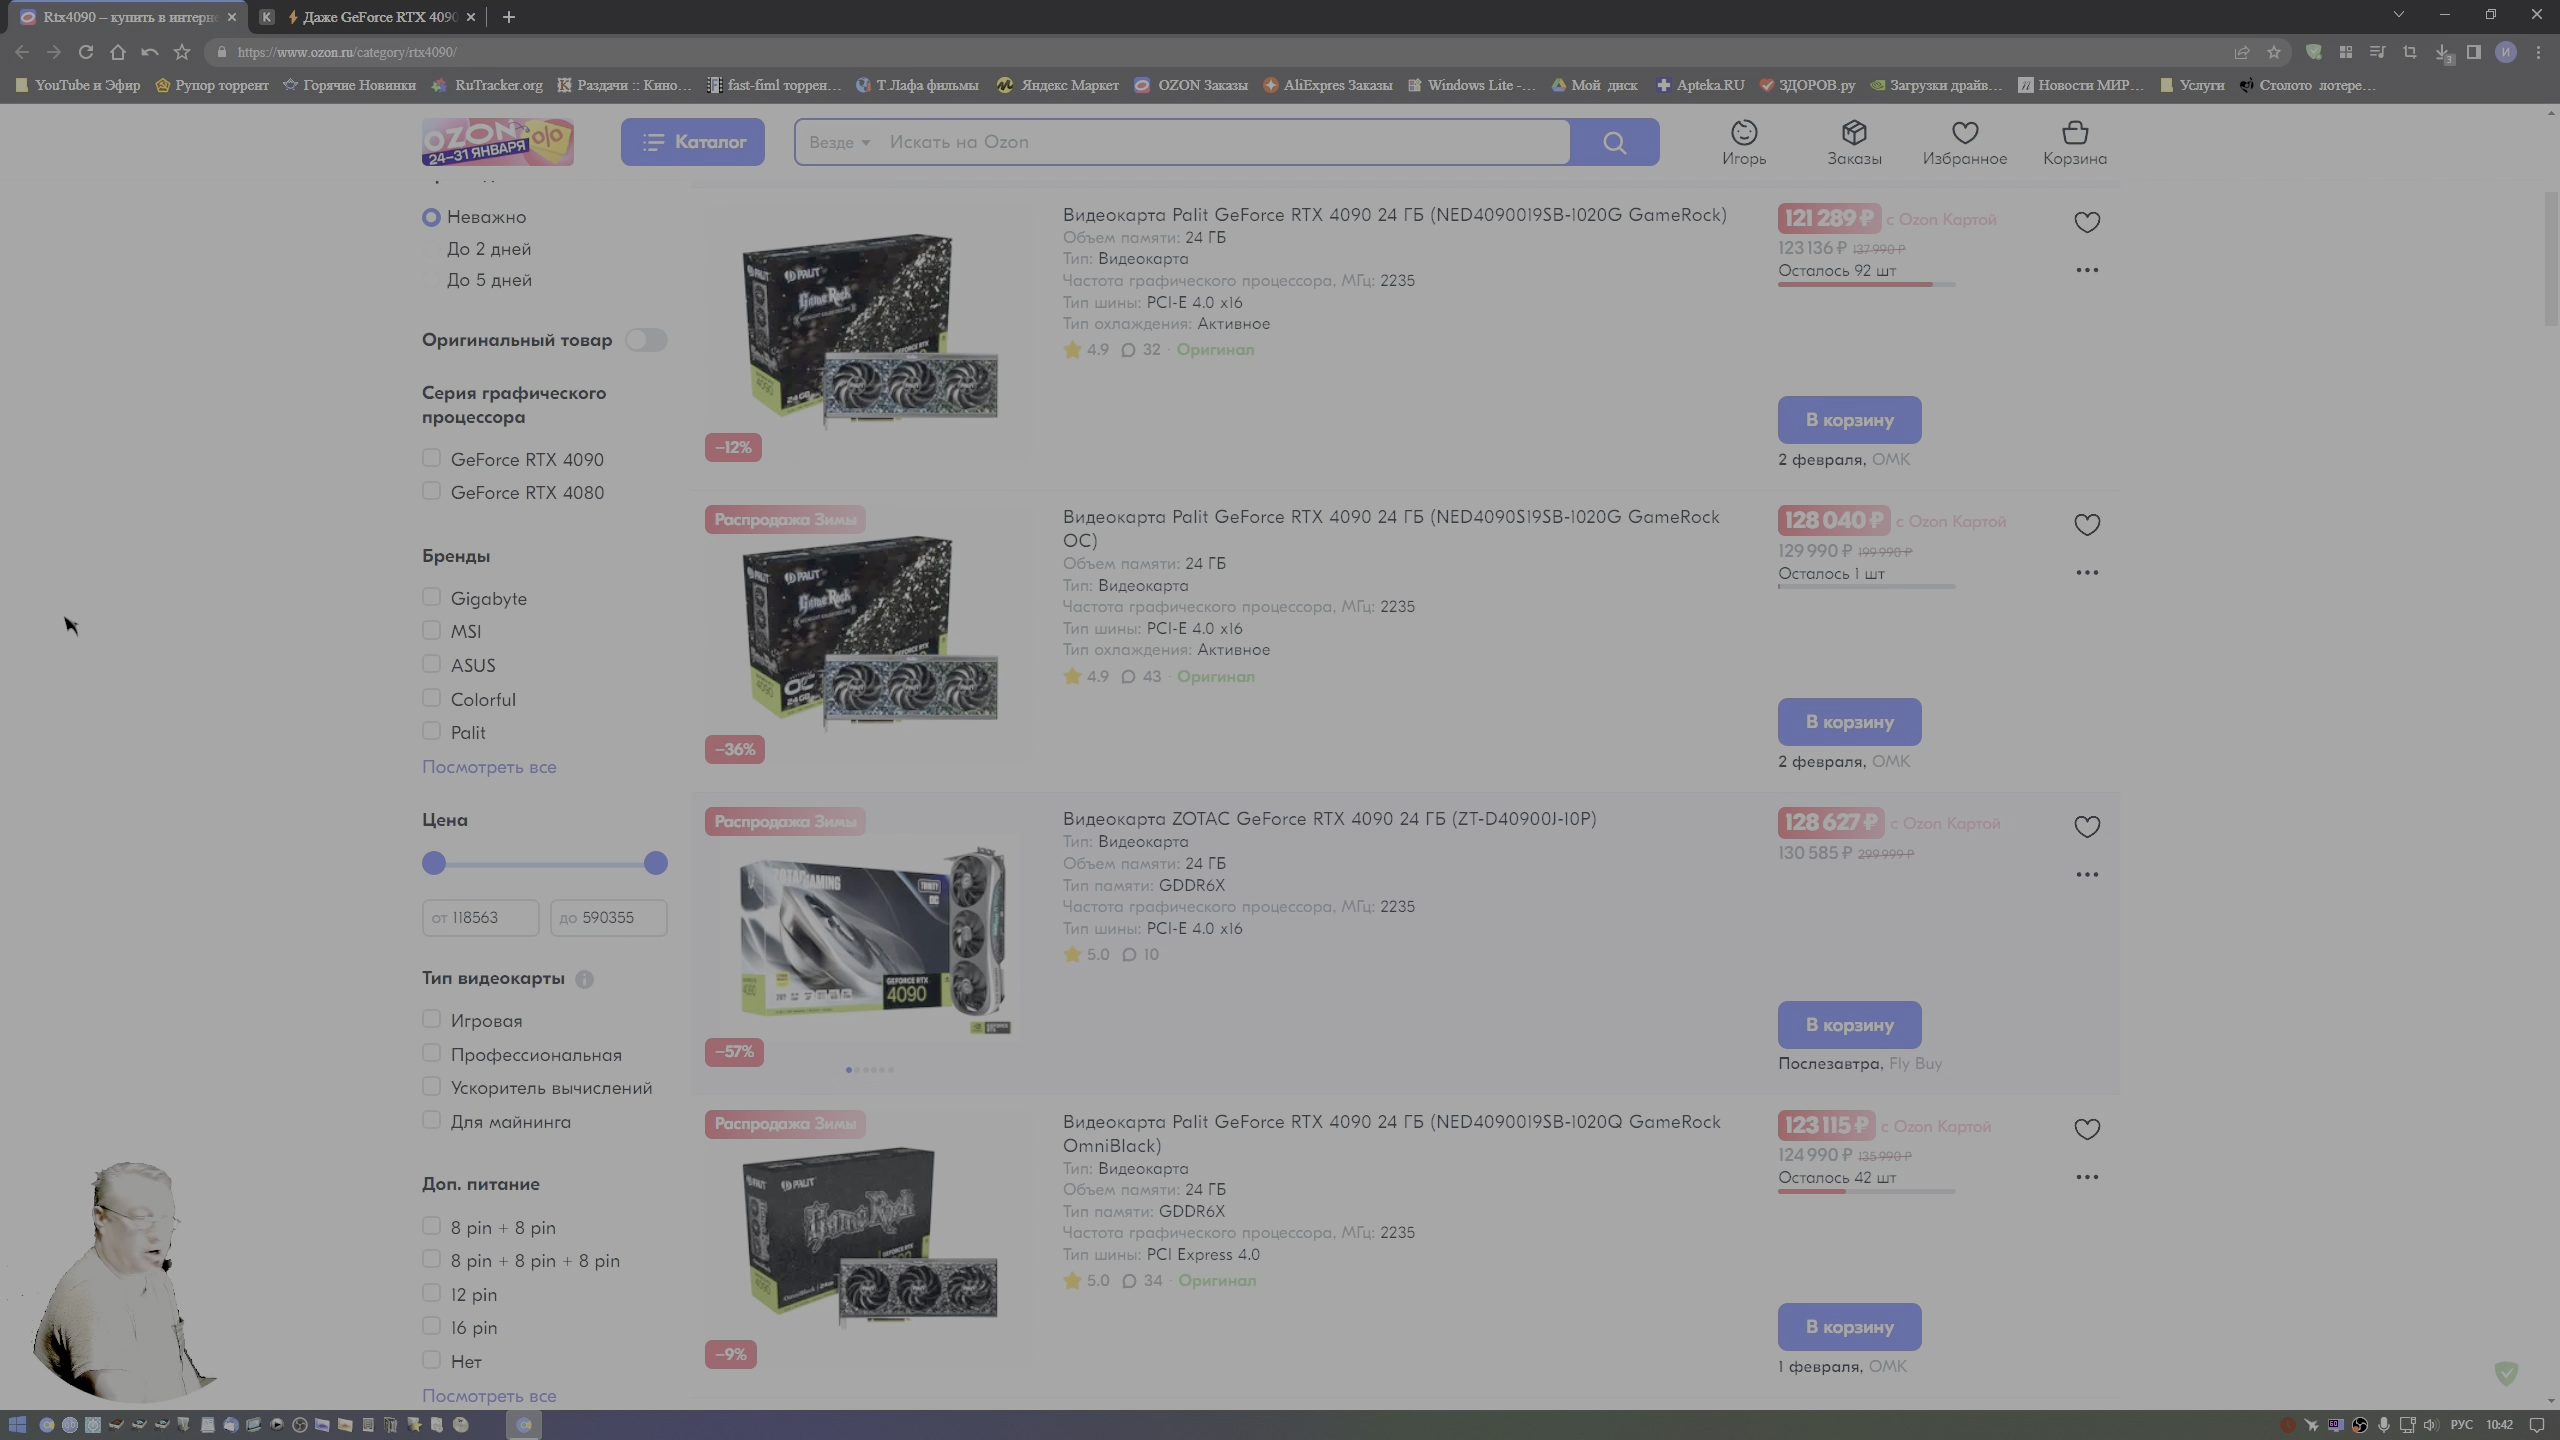 Rtx4090 – купить в интерне
Даже GeForce RTX 4090
https://www.ozon.ru/category/rtx4090/
YouTube и Эфир
Рупор торрент
Горячие Новинки
RuTracker.org
Раздачи :: Кино...
fast-fiml торрен...
Т.Лафа фильмы
Яндекс Маркет
OZON Заказы
AliExpres Заказы
Windows Lite -...
Мой диск
Apteka.RU
ЗДОРОВ.ру
Загрузки драйв...
Новости МИР...
Услуги
Столото лотере...
OZON %
24-31 ЯНВАРЯ
Каталог
Везде
Искать на Ozon
Игорь
Заказы
Избранное
Корзина
Неважно
До 2 дней
До 5 дней
Оригинальный товар
Серия графического
процессора
GeForce RTX 4090
GeForce RTX 4080
Бренды
Gigabyte
MSI
ASUS
Colorful
Palit
Посмотреть все
Цена
от 118563
до 590355
Тип видеокарты
Игровая
Профессиональная
Ускоритель вычислений
Для майнинга
Доп. питание
8 pin + 8 pin
8 pin + 8 pin + 8 pin
12 pin
16 pin
Нет
Посмотреть все
−12%
Видеокарта Palit GeForce RTX 4090 24 ГБ (NED4090019SB-1020G GameRock)
Объем памяти: 24 ГБ
Тип: Видеокарта
Частота графического процессора, МГц: 2235
Тип шины: PCI-E 4.0 x16
Тип охлаждения: Активное
4.9 32 · Оригинал
121 289 ₽ с Ozon Картой
123 136 ₽ 137 990 ₽
Осталось 92 шт
В корзину
2 февраля, ОМК
Распродажа Зимы
−36%
Видеокарта Palit GeForce RTX 4090 24 ГБ (NED4090S19SB-1020G GameRock
OC)
Объем памяти: 24 ГБ
Тип: Видеокарта
Частота графического процессора, МГц: 2235
Тип шины: PCI-E 4.0 x16
Тип охлаждения: Активное
4.9 43 · Оригинал
128 040 ₽ с Ozon Картой
129 990 ₽ 199 990 ₽
Осталось 1 шт
В корзину
2 февраля, ОМК
Распродажа Зимы
−57%
Видеокарта ZOTAC GeForce RTX 4090 24 ГБ (ZT-D40900J-10P)
Тип: Видеокарта
Объем памяти: 24 ГБ
Тип памяти: GDDR6X
Частота графического процессора, МГц: 2235
Тип шины: PCI-E 4.0 x16
5.0 10
128 627 ₽ с Ozon Картой
130 585 ₽ 299 999 ₽
В корзину
Послезавтра, Fly Buy
Распродажа Зимы
−9%
Видеокарта Palit GeForce RTX 4090 24 ГБ (NED4090019SB-1020Q GameRock
OmniBlack)
Тип: Видеокарта
Объем памяти: 24 ГБ
Тип памяти: GDDR6X
Частота графического процессора, МГц: 2235
Тип шины: PCI Express 4.0
5.0 34 · Оригинал
123 115 ₽ с Ozon Картой
124 990 ₽ 135 990 ₽
Осталось 42 шт
В корзину
1 февраля, ОМК
РУС
10:42